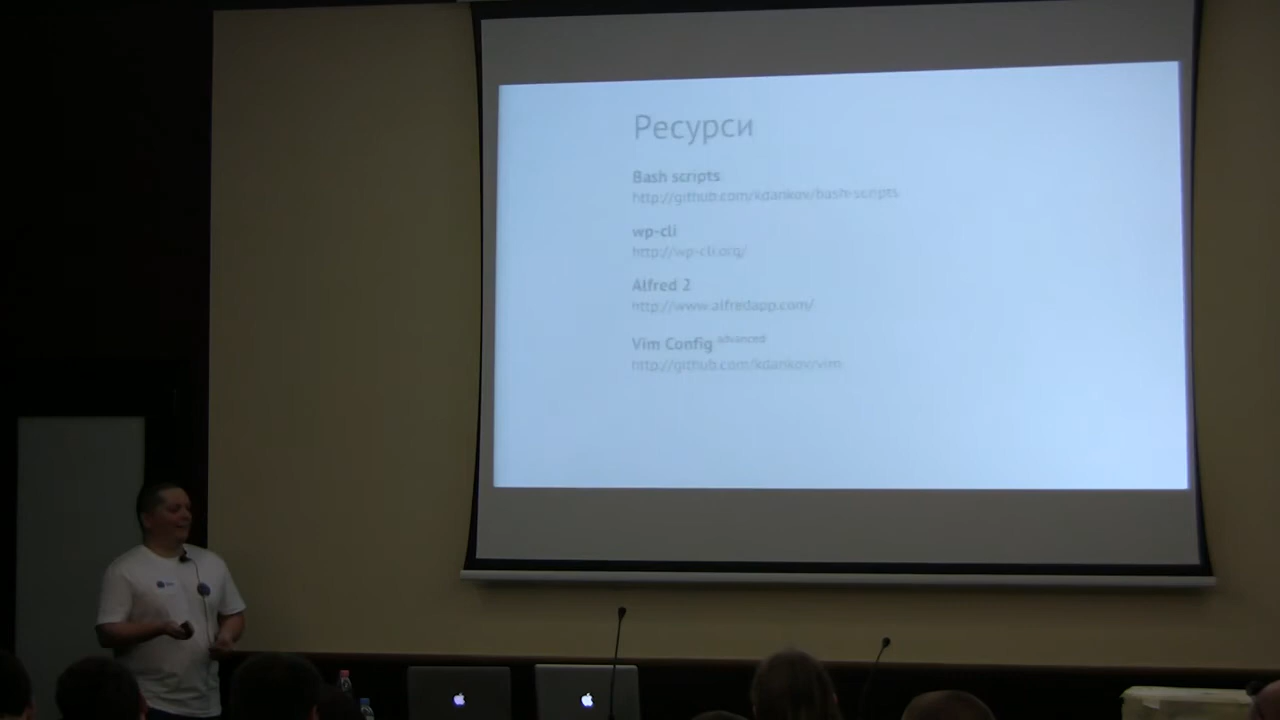 Ресурси
Bash scripts
http://github.com/kdankov/bash-scripts
wp-cli
http://wp-cli.org/
Alfred 2
http://www.alfredapp.com/
Vim Config advanced
http://github.com/kdankov/vim